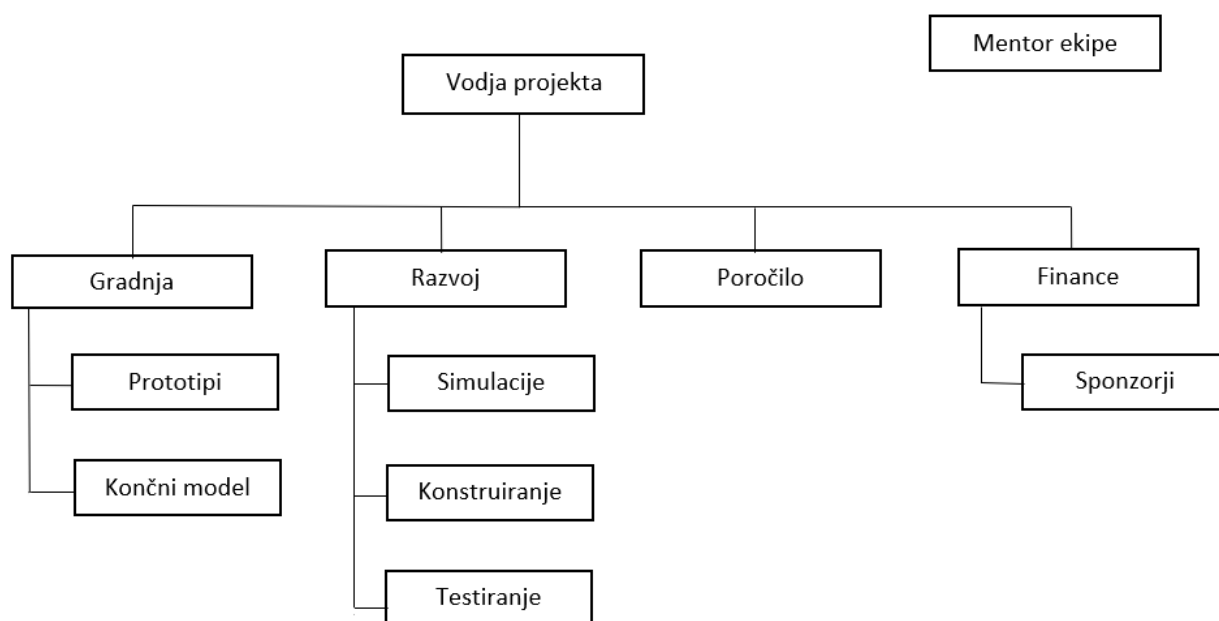 Mentor ekipe
Vodja projekta
Gradnja
Razvoj
Poročilo
Finance
Prototipi
Simulacije
Sponzorji
Končni model
Konstruiranje
Testiranje